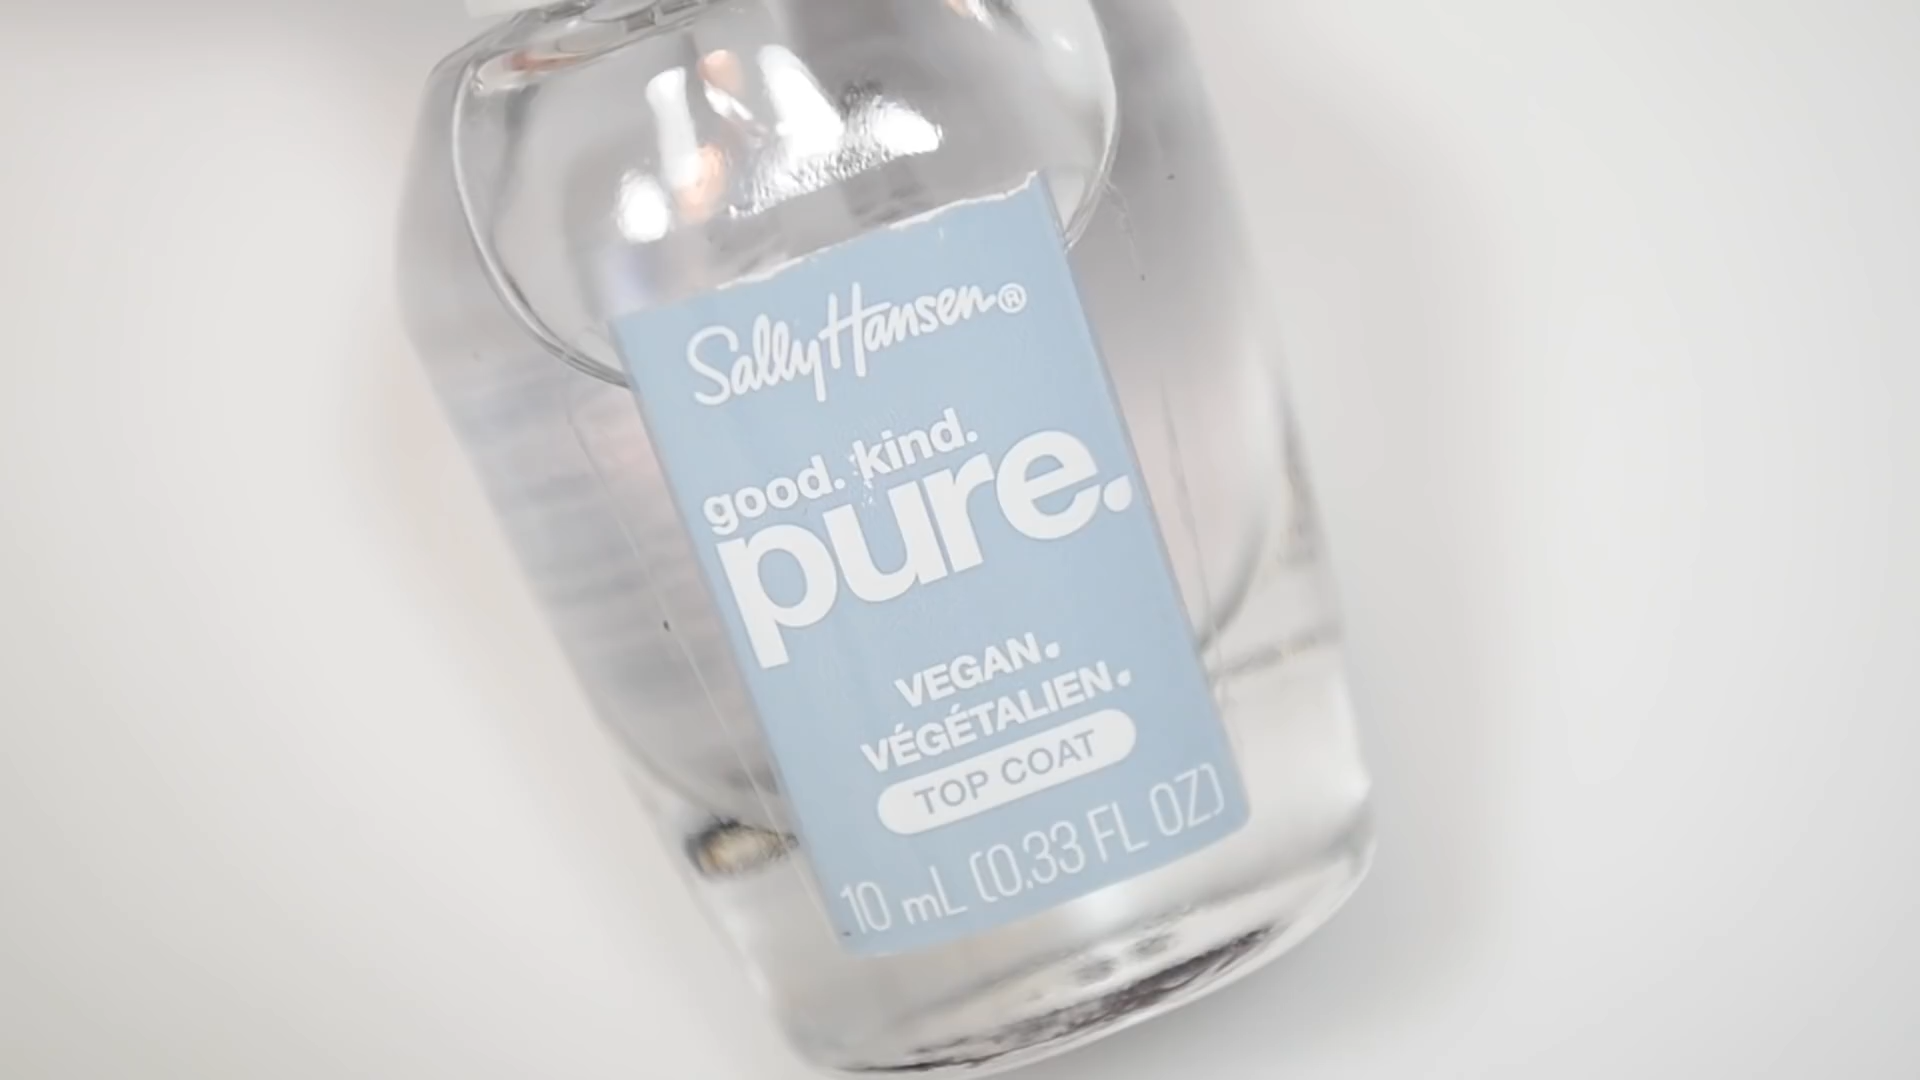 Sally Hansen®
good. kind.
pure.
VEGAN.
VÉGÉTALIEN.
TOP COAT
10 mL (0.33 FL OZ)